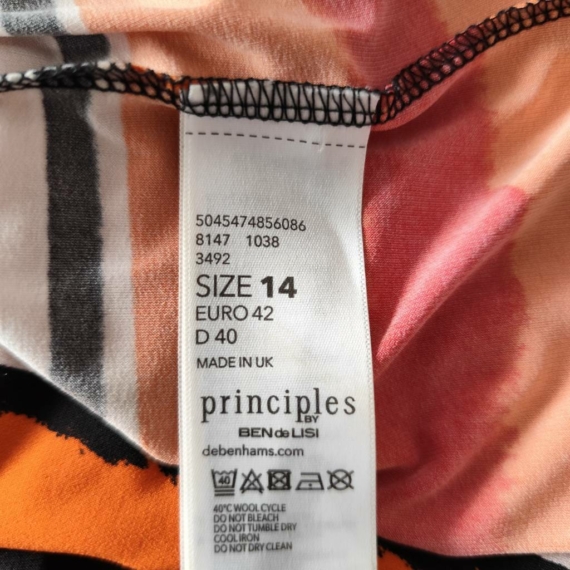 5045474856086
8147 1038
3492
SIZE 14
EURO 42
D 40
MADE IN UK
principles
BY
BEN de LISI
debenhams.com
40
40°C WOOL CYCLE
DO NOT BLEACH
DO NOT TUMBLE DRY
COOL IRON
DO NOT DRY CLEAN